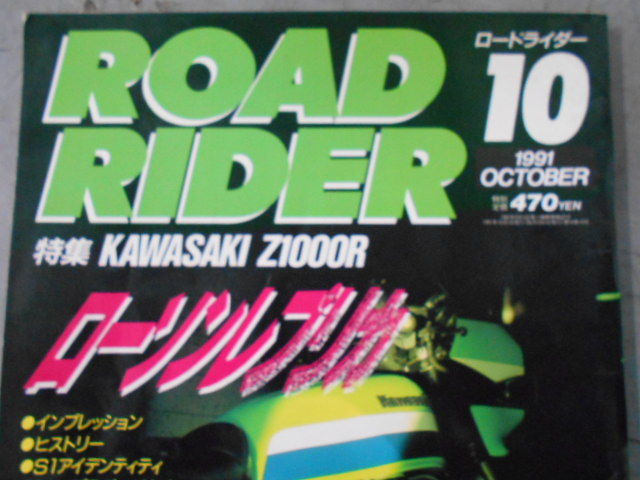 ROAD
RIDER
ロードライダー
10
1991
OCTOBER
470YEN
特集 KAWASAKI Z1000R
ローソンレプリカ
●インプレッション
●ヒストリー
●S1アイデンティティ